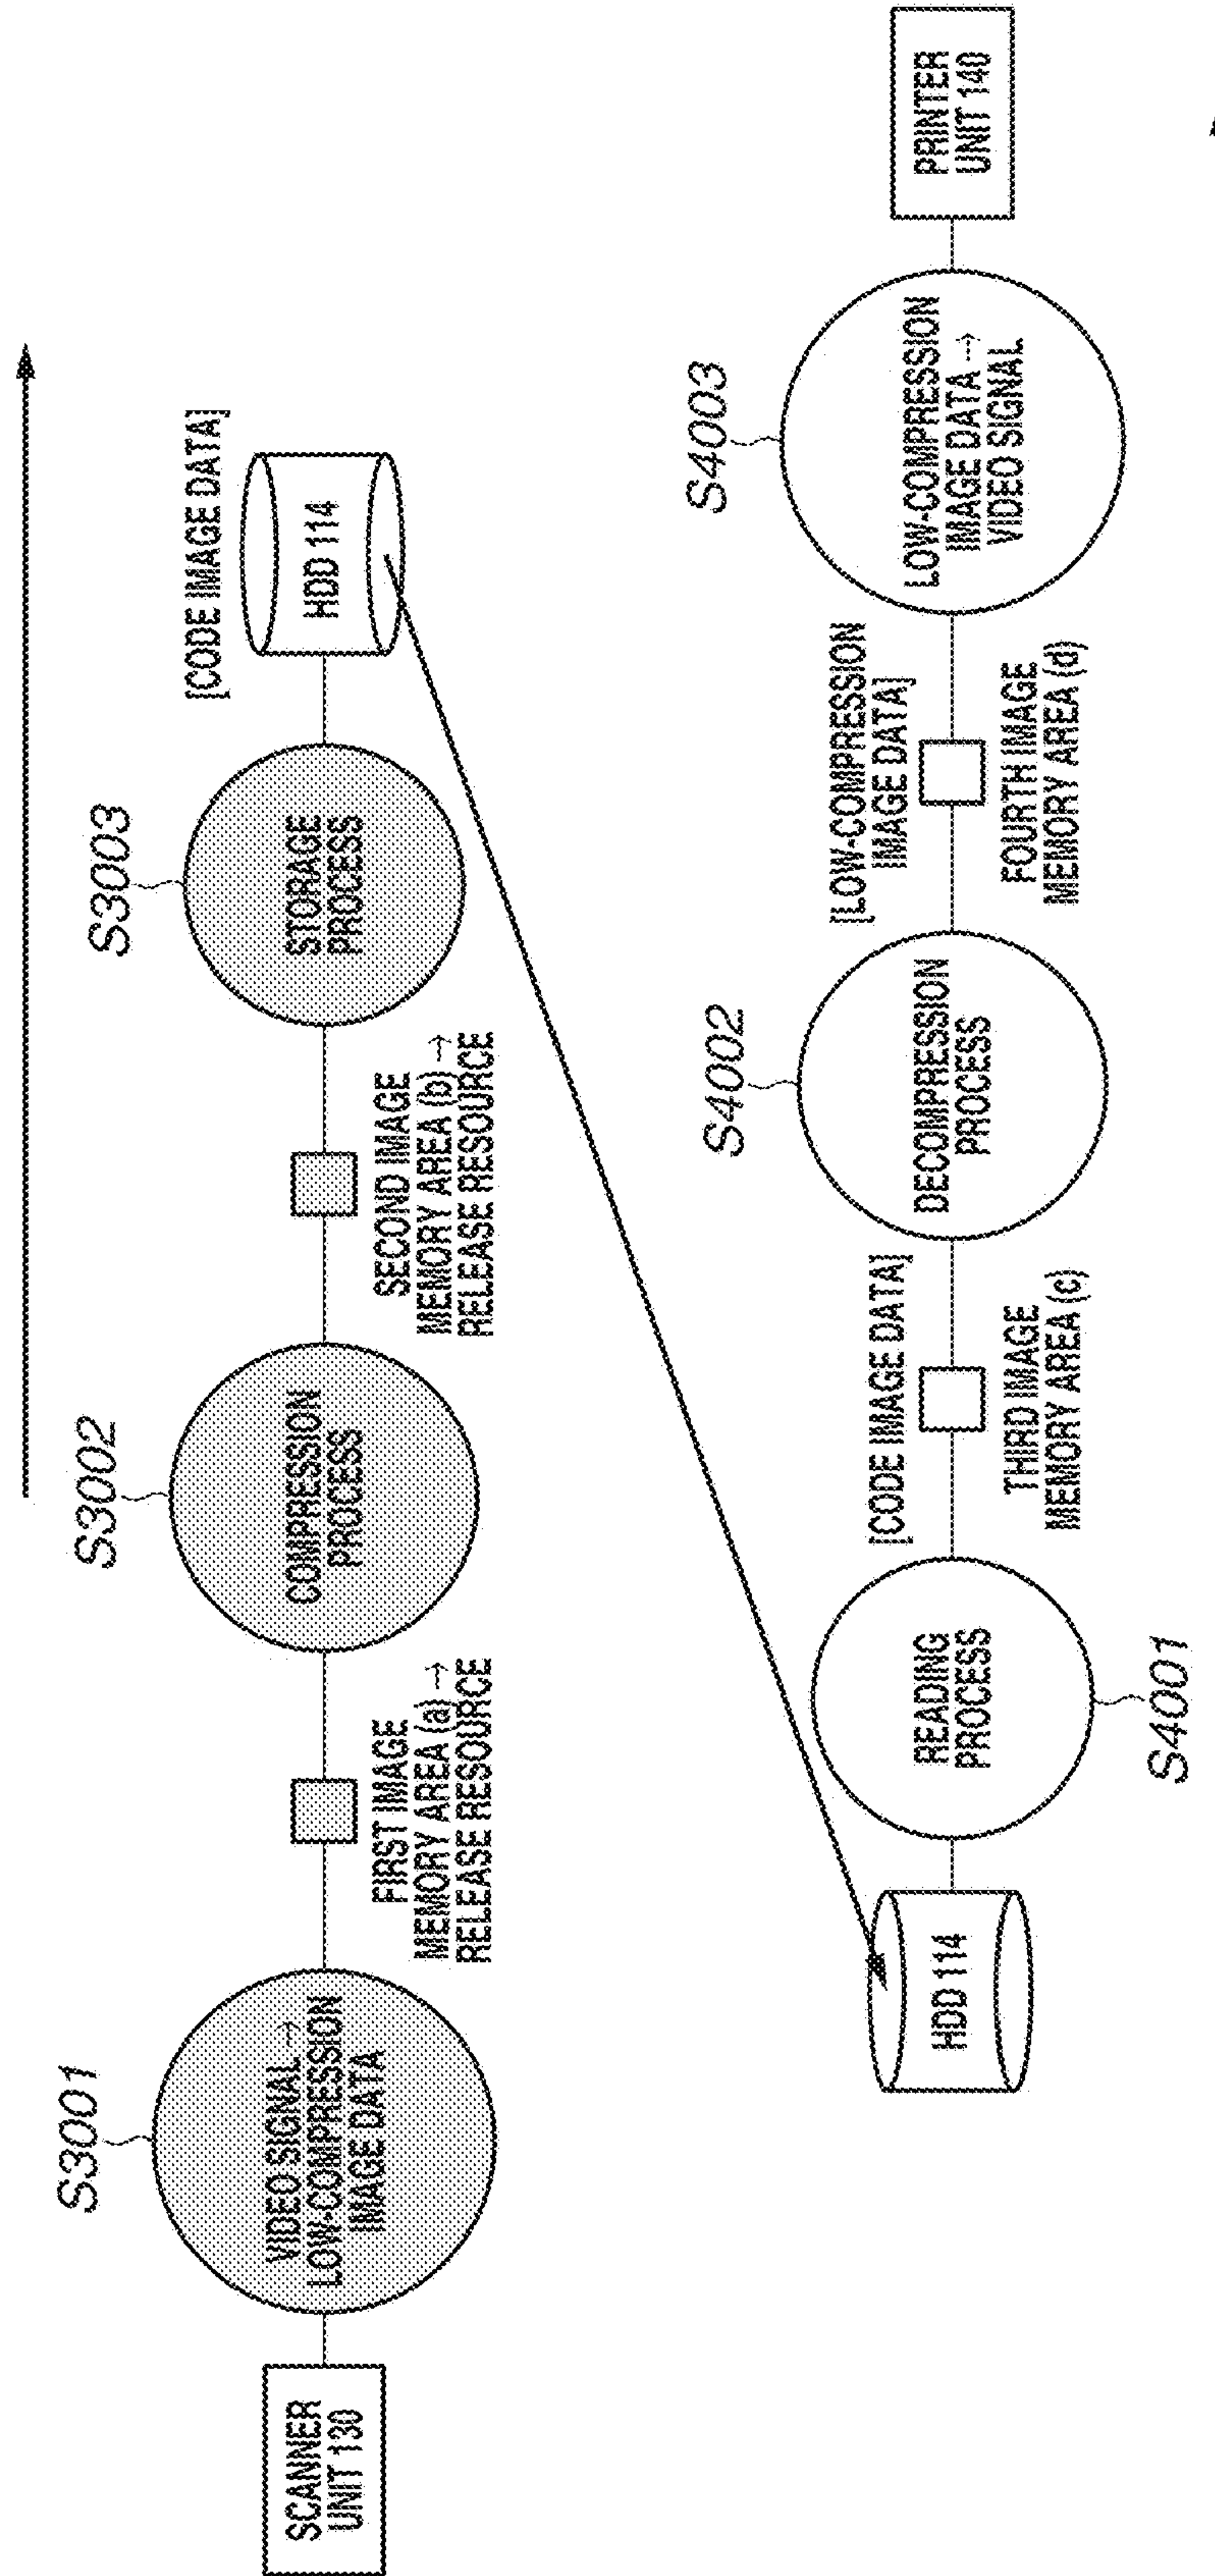 S3001
S3002
S3003
[CODE IMAGE DATA]
SCANNER
UNIT 130
VIDEO SIGNAL→
LOW-COMPRESSION
IMAGE DATA
FIRST IMAGE
MEMORY AREA (a)→
RELEASE RESOURCE
COMPRESSION
PROCESS
SECOND IMAGE
MEMORY AREA (b)→
RELEASE RESOURCE
STORAGE
PROCESS
HDD 114
S4002
S4003
HDD 114
READING
PROCESS
S4001
[CODE IMAGE DATA]
THIRD IMAGE
MEMORY AREA (c)
DECOMPRESSION
PROCESS
[LOW-COMPRESSION
IMAGE DATA]
FOURTH IMAGE
MEMORY AREA (d)
LOW-COMPRESSION
IMAGE DATA→
VIDEO SIGNAL
PRINTER
UNIT 140